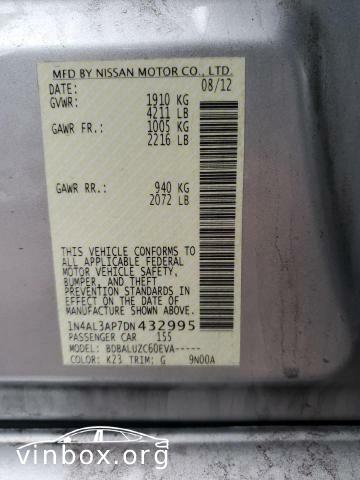 MFD BY NISSAN MOTOR CO., LTD.
DATE: 08/12
GVWR: 1910 KG
4211 LB
GAWR FR.: 1005 KG
2216 LB
GAWR RR.: 940 KG
2072 LB
THIS VEHICLE CONFORMS TO
ALL APPLICABLE FEDERAL
MOTOR VEHICLE SAFETY,
BUMPER, AND THEFT
PREVENTION STANDARDS IN
EFFECT ON THE DATE OF
MANUFACTURE SHOWN ABOVE.
1N4AL3AP7DN432995
PASSENGER CAR 155
MODEL: BDBALUZC60EVA-----
COLOR: K23 TRIM: G 9N00A
vinbox.org